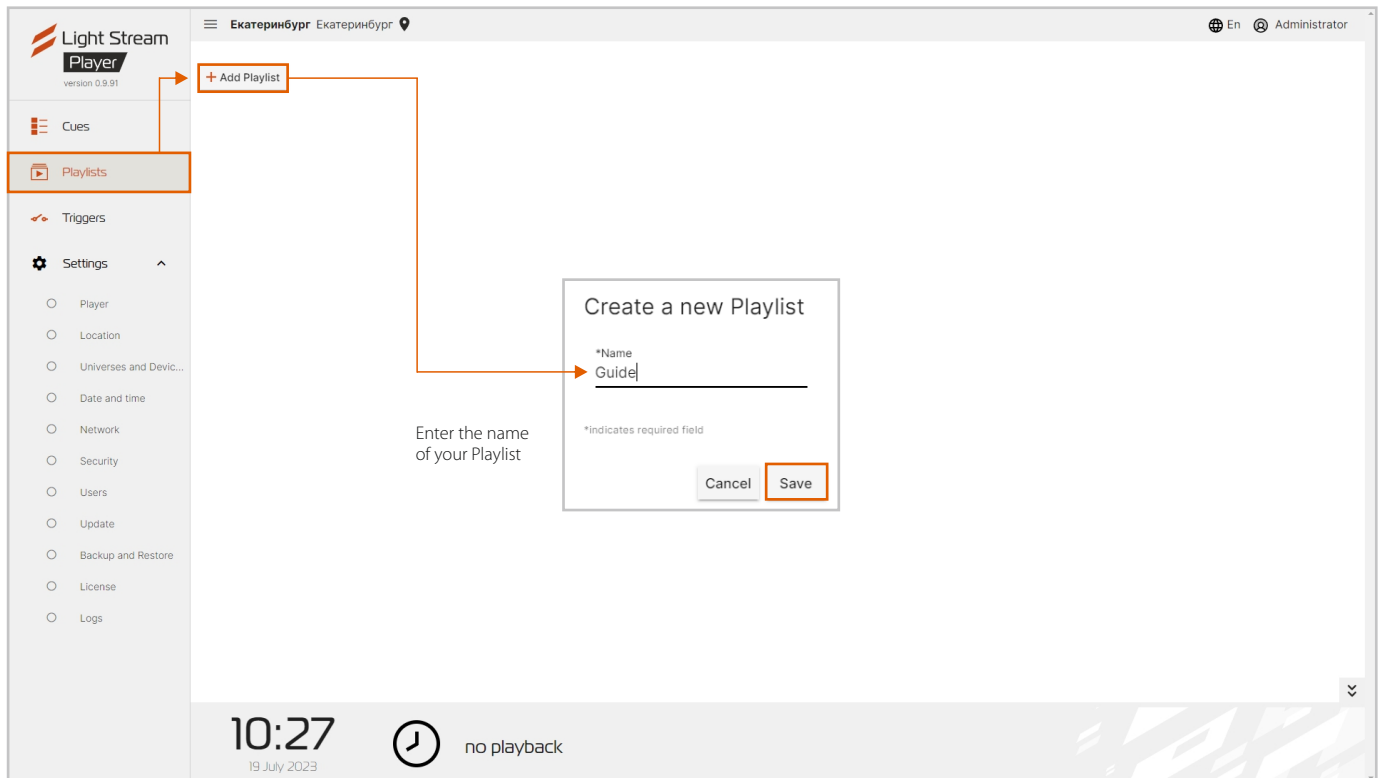 Light Stream
Player
version 0.9.91
Екатеринбург Екатеринбург
En Administrator
+ Add Playlist
Cues
Playlists
Triggers
Settings
Player
Location
Universes and Devic...
Date and time
Network
Security
Users
Update
Backup and Restore
License
Logs
Create a new Playlist
*Name
Guide
*indicates required field
Cancel Save
Enter the name
of your Playlist
10:27
19 July 2023
no playback